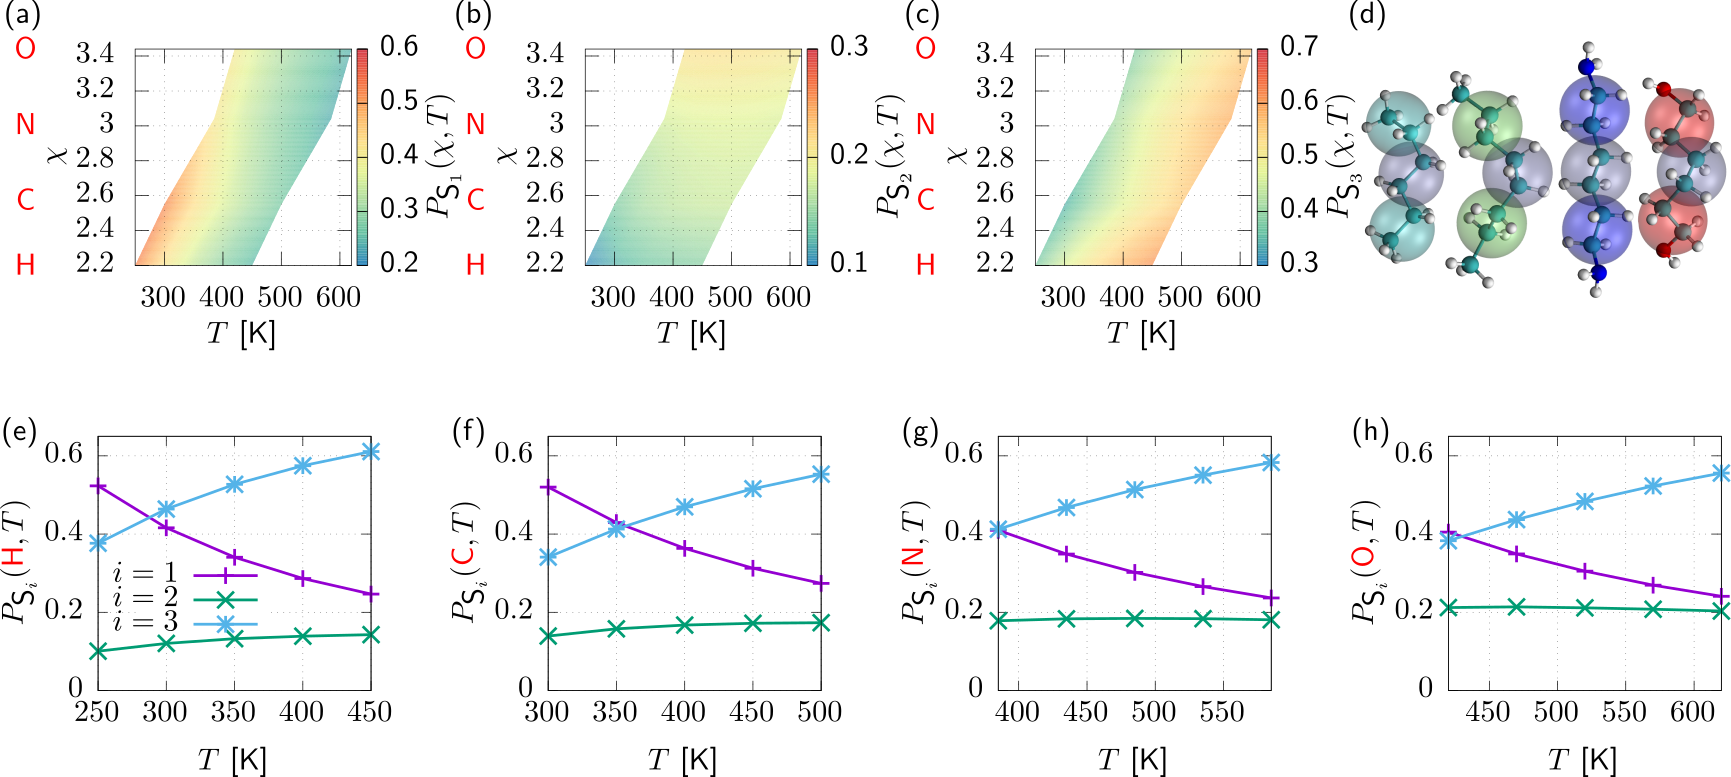 (a)
O
N
C
H
χ
3.4
3.2
3
2.8
2.6
2.4
2.2
300 400 500 600
T [K]
0.6
0.5
0.4
0.3
0.2
P_{S_1}(χ, T)
(b)
O
N
C
H
χ
3.4
3.2
3
2.8
2.6
2.4
2.2
300 400 500 600
T [K]
0.3
0.2
0.1
P_{S_2}(χ, T)
(c)
O
N
C
H
χ
3.4
3.2
3
2.8
2.6
2.4
2.2
300 400 500 600
T [K]
0.7
0.6
0.5
0.4
0.3
P_{S_3}(χ, T)
(d)
(e)
P_{S_i}(H, T)
0.6
0.4
0.2
0
i = 1
i = 2
i = 3
250 300 350 400 450
T [K]
(f)
P_{S_i}(C, T)
0.6
0.4
0.2
0
300 350 400 450 500
T [K]
(g)
P_{S_i}(N, T)
0.6
0.4
0.2
0
400 450 500 550
T [K]
(h)
P_{S_i}(O, T)
0.6
0.4
0.2
0
450 500 550 600
T [K]